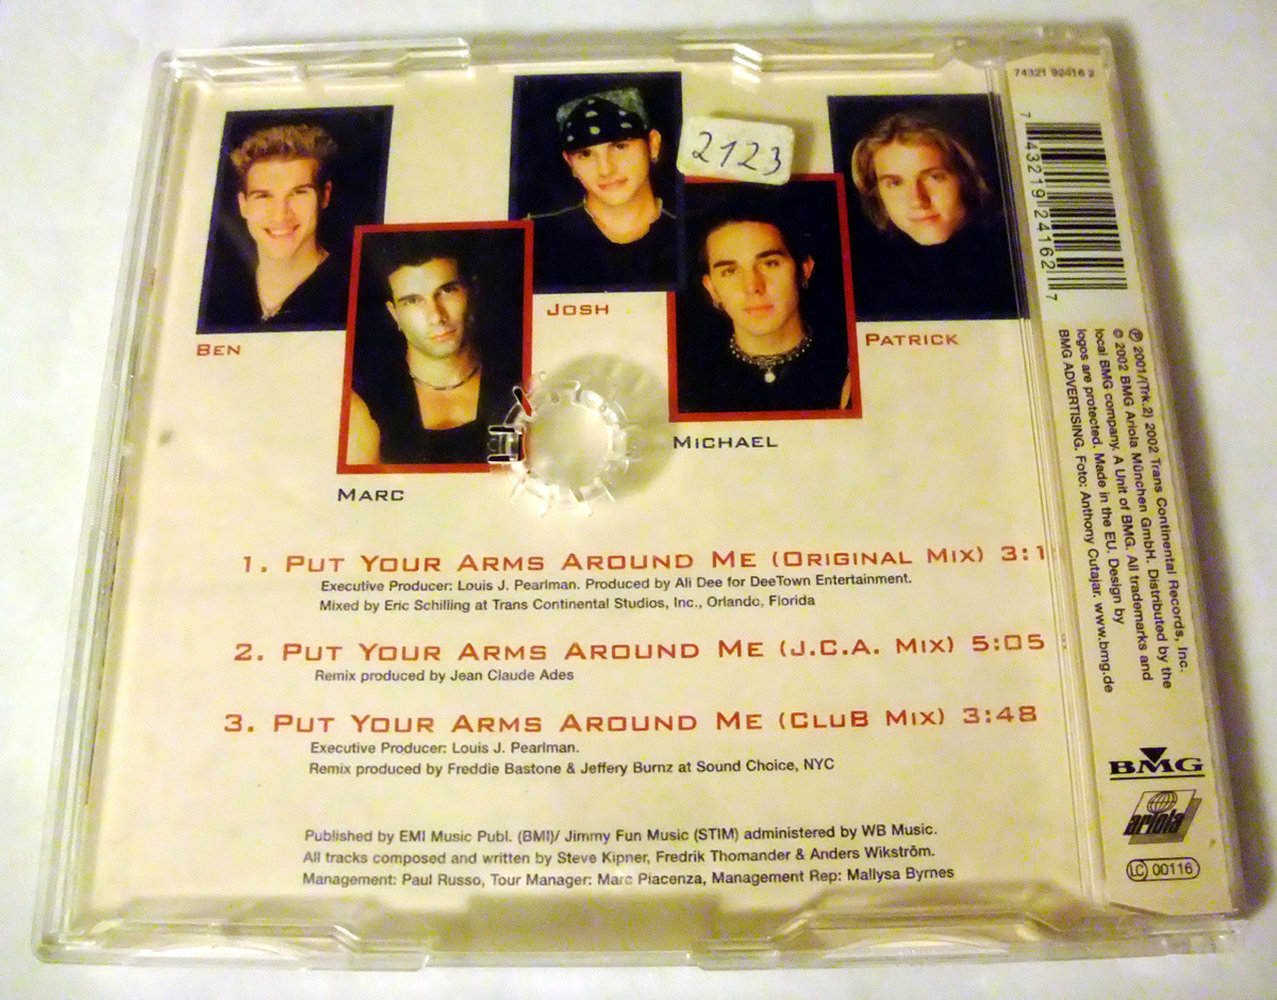 2123
BEN
MARC
JOSH
MICHAEL
PATRICK
1. PUT YOUR ARMS AROUND ME (ORIGINAL MIX) 3:1
Executive Producer: Louis J. Pearlman. Produced by Ali Dee for DeeTown Entertainment.
Mixed by Eric Schilling at Trans Continental Studios, Inc., Orlando, Florida
2. PUT YOUR ARMS AROUND ME (J.C.A. MIX) 5:05
Remix produced by Jean Claude Ades
3. PUT YOUR ARMS AROUND ME (CLUB MIX) 3:48
Executive Producer: Louis J. Pearlman.
Remix produced by Freddie Bastone & Jeffery Burnz at Sound Choice, NYC
Published by EMI Music Publ. (BMI)/ Jimmy Fun Music (STIM) administered by WB Music.
All tracks composed and written by Steve Kipner, Fredrik Thomander & Anders Wikström.
Management: Paul Russo, Tour Manager: Marc Piacenza, Management Rep: Mallysa Byrnes
74321 92416 2
7 43219 24162 7
℗ 2001/(Trk.2) 2002 Trans Continental Records, Inc.
© 2002 BMG Ariola München GmbH. Distributed by the
local BMG company. A Unit of BMG. All trademarks and
logos are protected. Made in the EU. Design by
BMG ADVERTISING. Foto: Anthony Cutajar. www.bmg.de
BMG
ariola
LC 00116